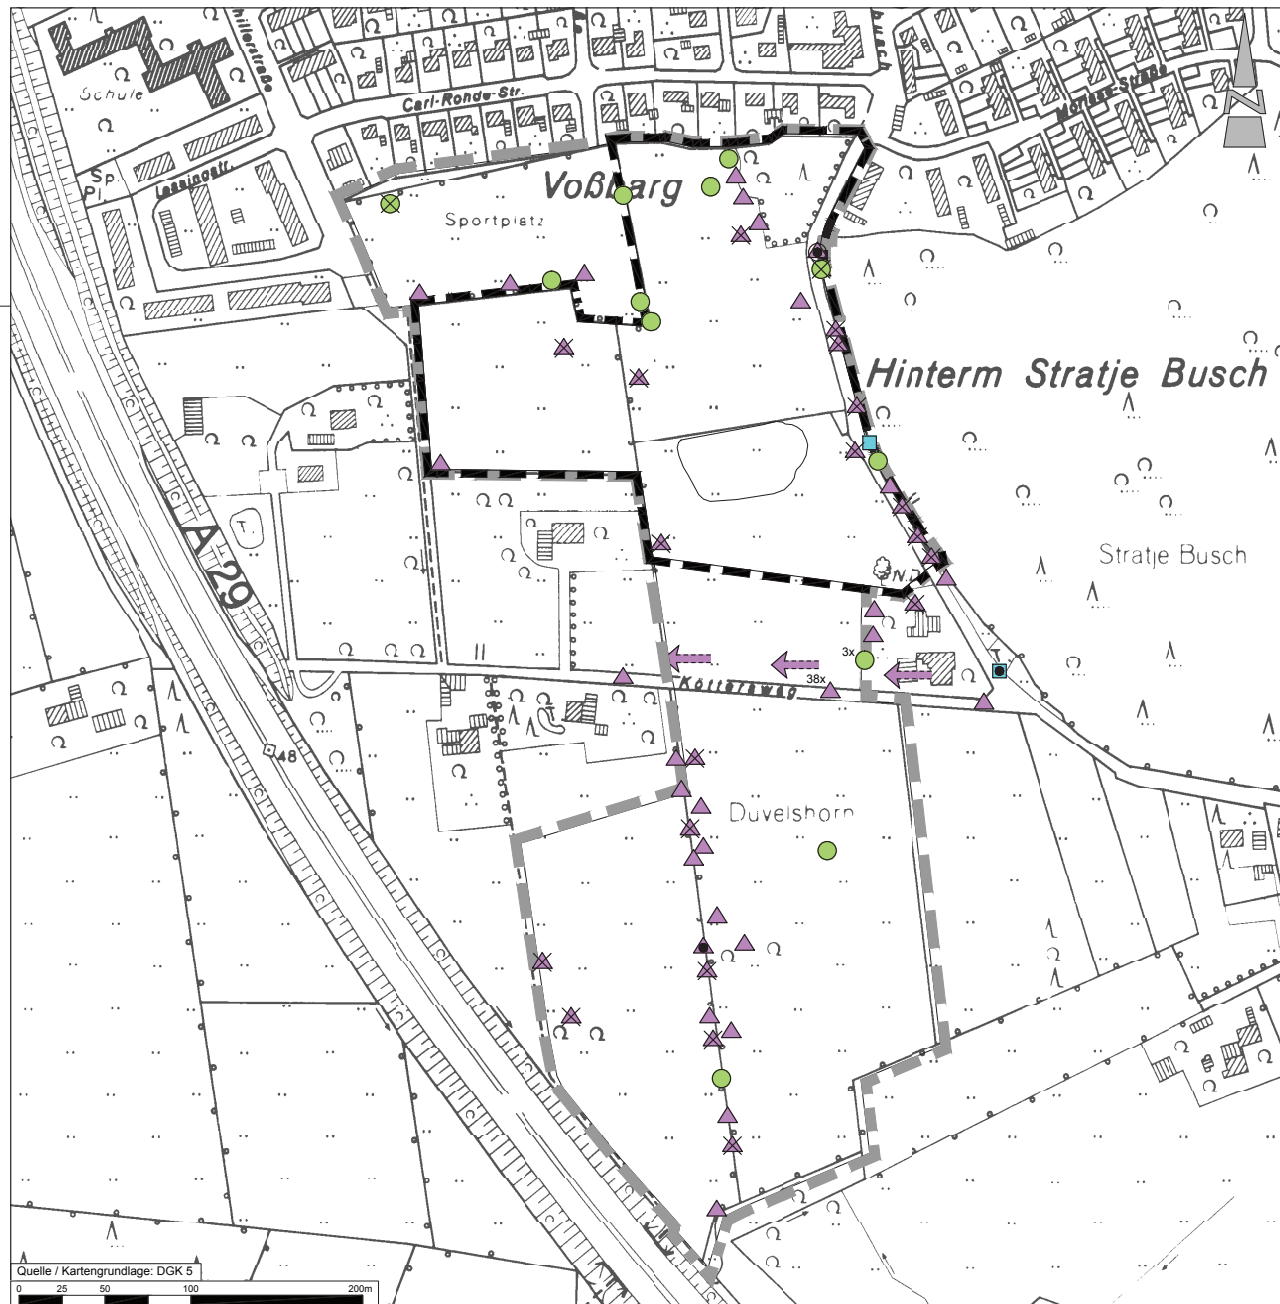 Schule
Carl-Ronde-Str.
Sp.
Pl.
Lessingstr.
Voßbarg
Sportplatz
Hinterm Stratje Busch
A 29
T.
Stratje Busch
N.D.
3x
38x
Köttersweg
T
T
48
Duvelshorn
N
Quelle / Kartengrundlage: DGK 5
0 25 50 100 200m